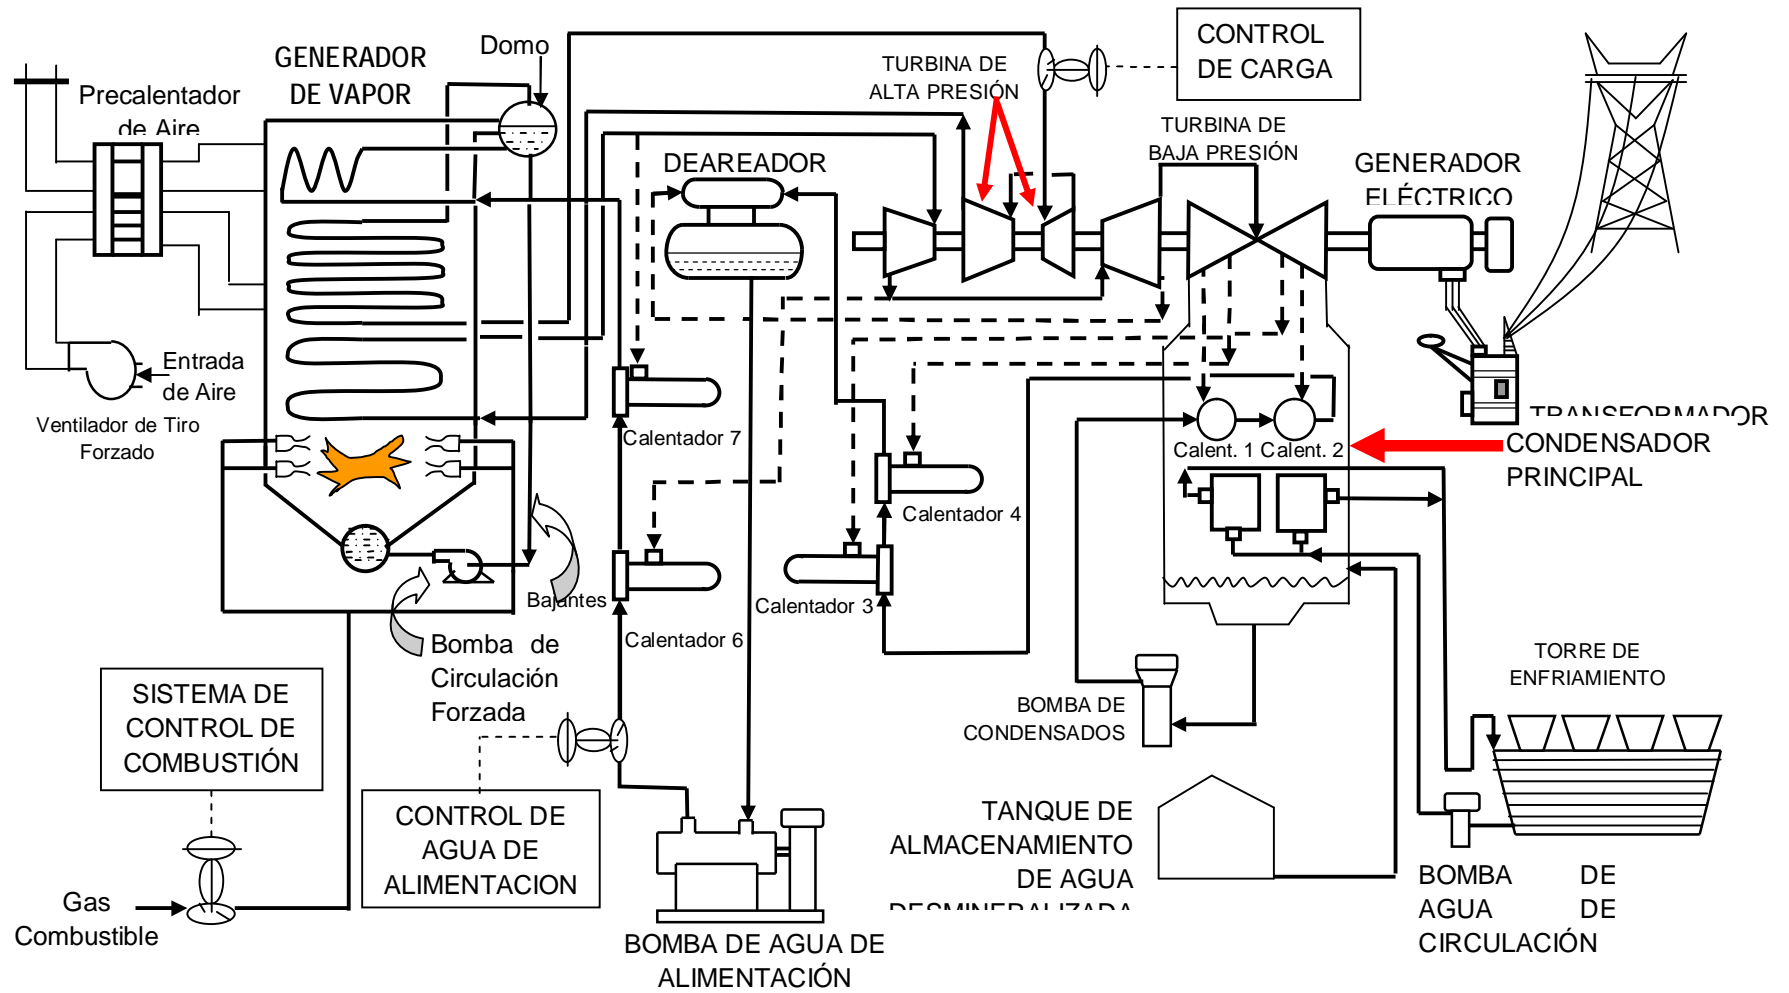 GENERADOR
DE VAPOR
Domo
Precalentador
de Aire
TURBINA DE
ALTA PRESIÓN
CONTROL
DE CARGA
TURBINA DE
BAJA PRESIÓN
DEAREADOR
GENERADOR
ELÉCTRICO
Entrada
de Aire
Ventilador de Tiro
Forzado
Calentador 7
TRANSFORMADOR
CONDENSADOR
PRINCIPAL
Calent. 1 Calent. 2
Calentador 4
Calentador 3
Bajantes
Calentador 6
Bomba de
Circulación
Forzada
TORRE DE
ENFRIAMIENTO
SISTEMA DE
CONTROL DE
COMBUSTIÓN
BOMBA DE
CONDENSADOS
CONTROL DE
AGUA DE
ALIMENTACION
TANQUE DE
ALMACENAMIENTO
DE AGUA
DESMINERALIZADA
BOMBA DE
AGUA DE
CIRCULACIÓN
Gas
Combustible
BOMBA DE AGUA DE
ALIMENTACIÓN